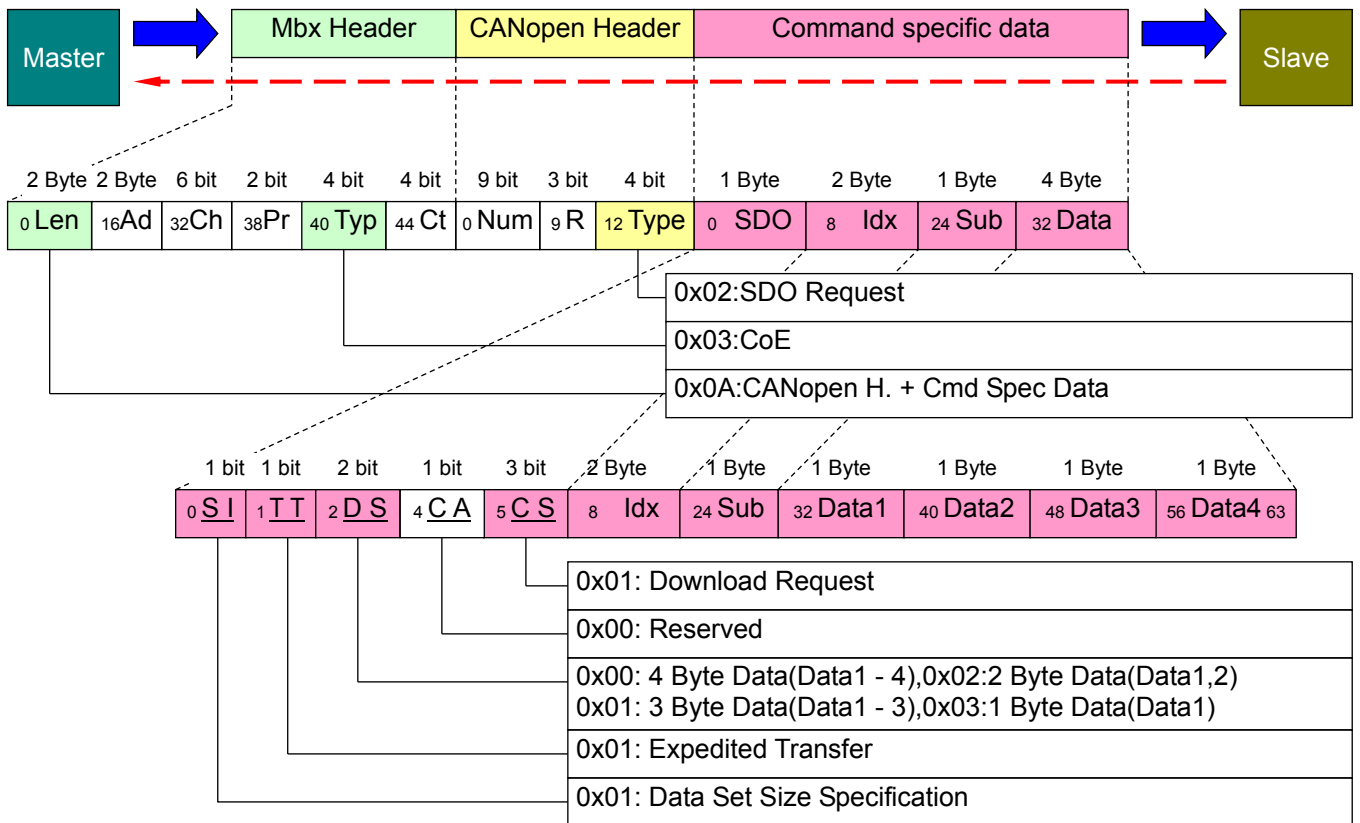 Master
Mbx Header
CANopen Header
Command specific data
Slave
2 Byte 2 Byte 6 bit 2 bit 4 bit 4 bit 9 bit 3 bit 4 bit 1 Byte 2 Byte 1 Byte 4 Byte
0 Len 16 Ad 32 Ch 38 Pr 40 Typ 44 Ct 0 Num 9 R 12 Type 0 SDO 8 Idx 24 Sub 32 Data
0x02:SDO Request
0x03:CoE
0x0A:CANopen H. + Cmd Spec Data
1 bit 1 bit 2 bit 1 bit 3 bit 2 Byte 1 Byte 1 Byte 1 Byte 1 Byte 1 Byte
0 S I 1 T T 2 D S 4 C A 5 C S 8 Idx 24 Sub 32 Data1 40 Data2 48 Data3 56 Data4 63
0x01: Download Request
0x00: Reserved
0x00: 4 Byte Data(Data1 - 4),0x02:2 Byte Data(Data1,2)
0x01: 3 Byte Data(Data1 - 3),0x03:1 Byte Data(Data1)
0x01: Expedited Transfer
0x01: Data Set Size Specification